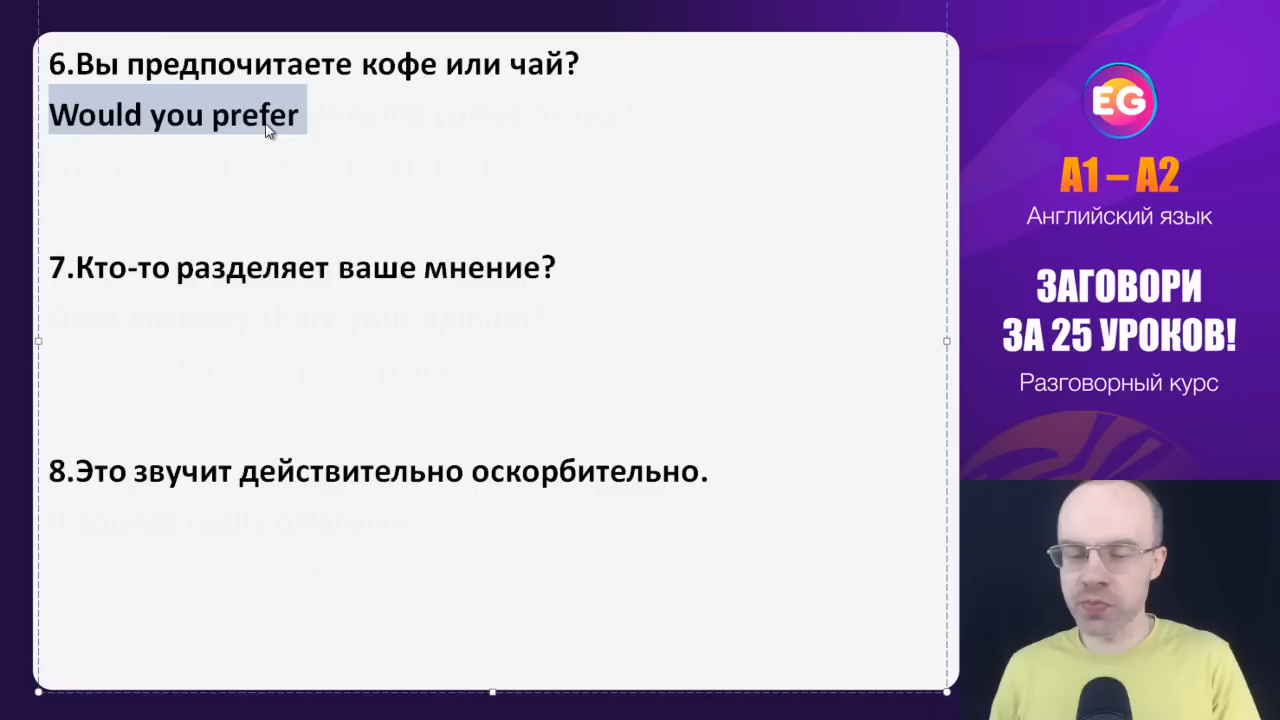 6.Вы предпочитаете кофе или чай?
Would you prefer
7.Кто-то разделяет ваше мнение?
8.Это звучит действительно оскорбительно.
EG
A1 – A2
Английский язык
ЗАГОВОРИ
ЗА 25 УРОКОВ!
Разговорный курс